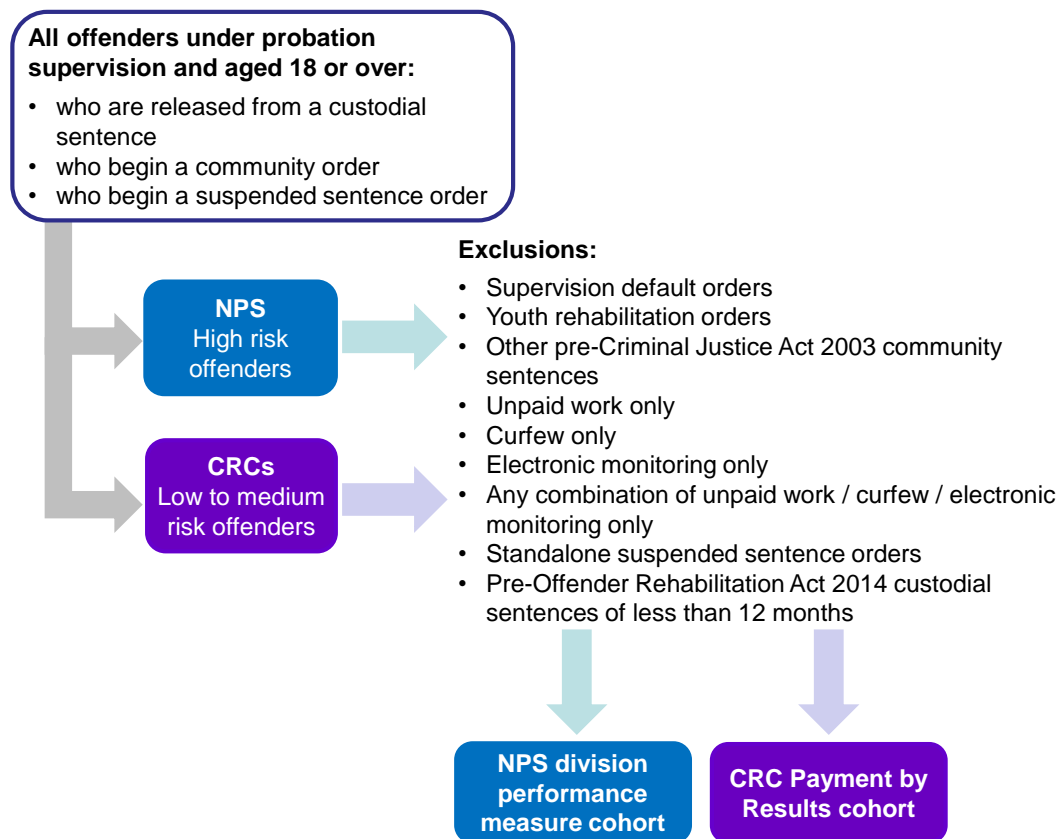 All offenders under probation
supervision and aged 18 or over:
• who are released from a custodial
sentence
• who begin a community order
• who begin a suspended sentence order
NPS
High risk
offenders
CRCs
Low to medium
risk offenders
Exclusions:
• Supervision default orders
• Youth rehabilitation orders
• Other pre-Criminal Justice Act 2003 community
sentences
• Unpaid work only
• Curfew only
• Electronic monitoring only
• Any combination of unpaid work / curfew / electronic
monitoring only
• Standalone suspended sentence orders
• Pre-Offender Rehabilitation Act 2014 custodial
sentences of less than 12 months
NPS division
performance
measure cohort
CRC Payment by
Results cohort